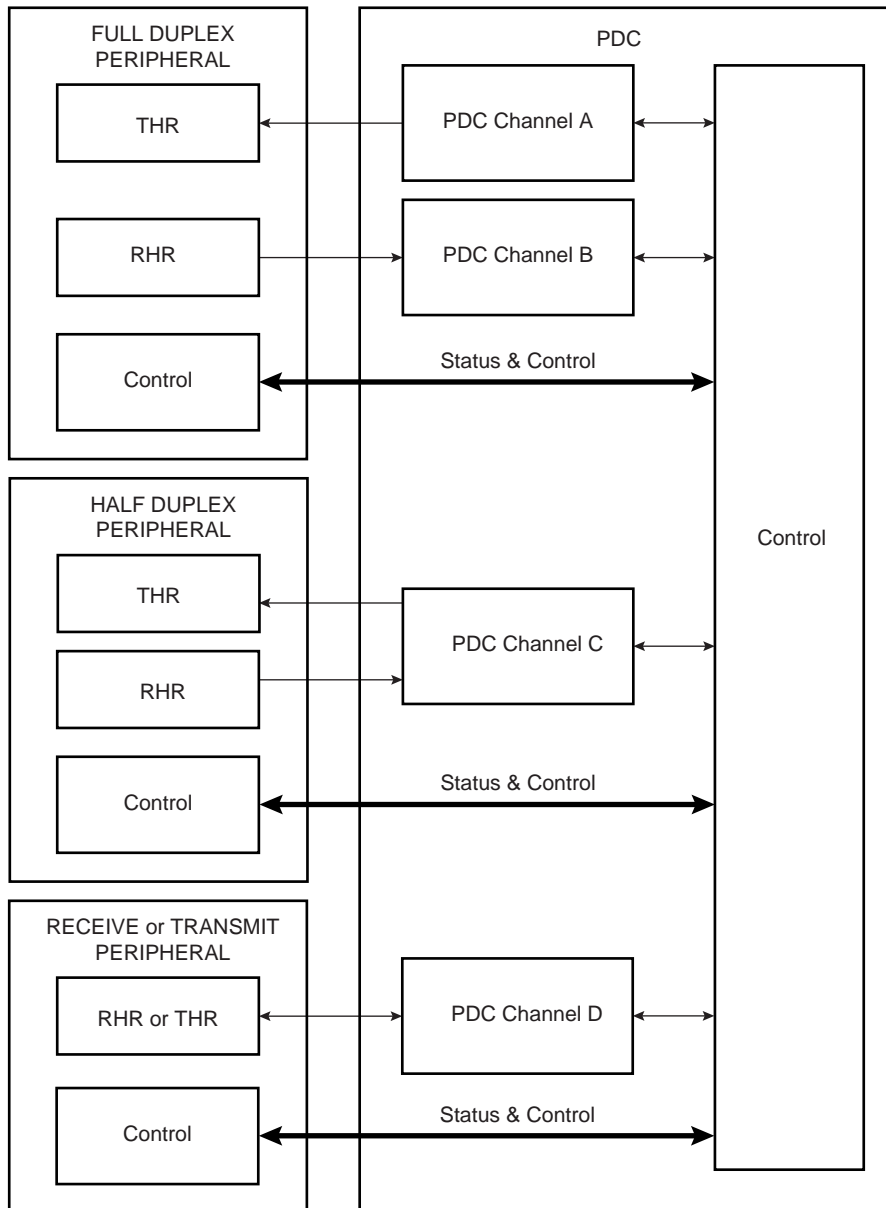 FULL DUPLEX
PERIPHERAL
PDC
THR
PDC Channel A
RHR
PDC Channel B
Control
Status & Control
HALF DUPLEX
PERIPHERAL
Control
THR
PDC Channel C
RHR
Control
Status & Control
RECEIVE or TRANSMIT
PERIPHERAL
RHR or THR
PDC Channel D
Control
Status & Control